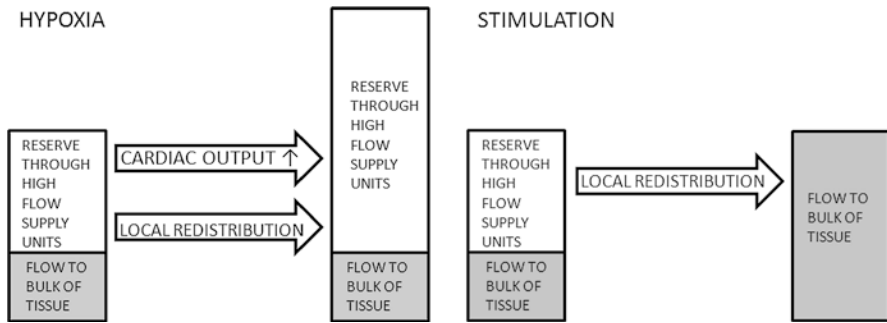 HYPOXIA
RESERVE
THROUGH
HIGH
FLOW
SUPPLY
UNITS
FLOW TO
BULK OF
TISSUE
CARDIAC OUTPUT ↑
LOCAL REDISTRIBUTION
RESERVE
THROUGH
HIGH
FLOW
SUPPLY
UNITS
FLOW TO
BULK OF
TISSUE
STIMULATION
RESERVE
THROUGH
HIGH
FLOW
SUPPLY
UNITS
FLOW TO
BULK OF
TISSUE
LOCAL REDISTRIBUTION
FLOW TO
BULK OF
TISSUE